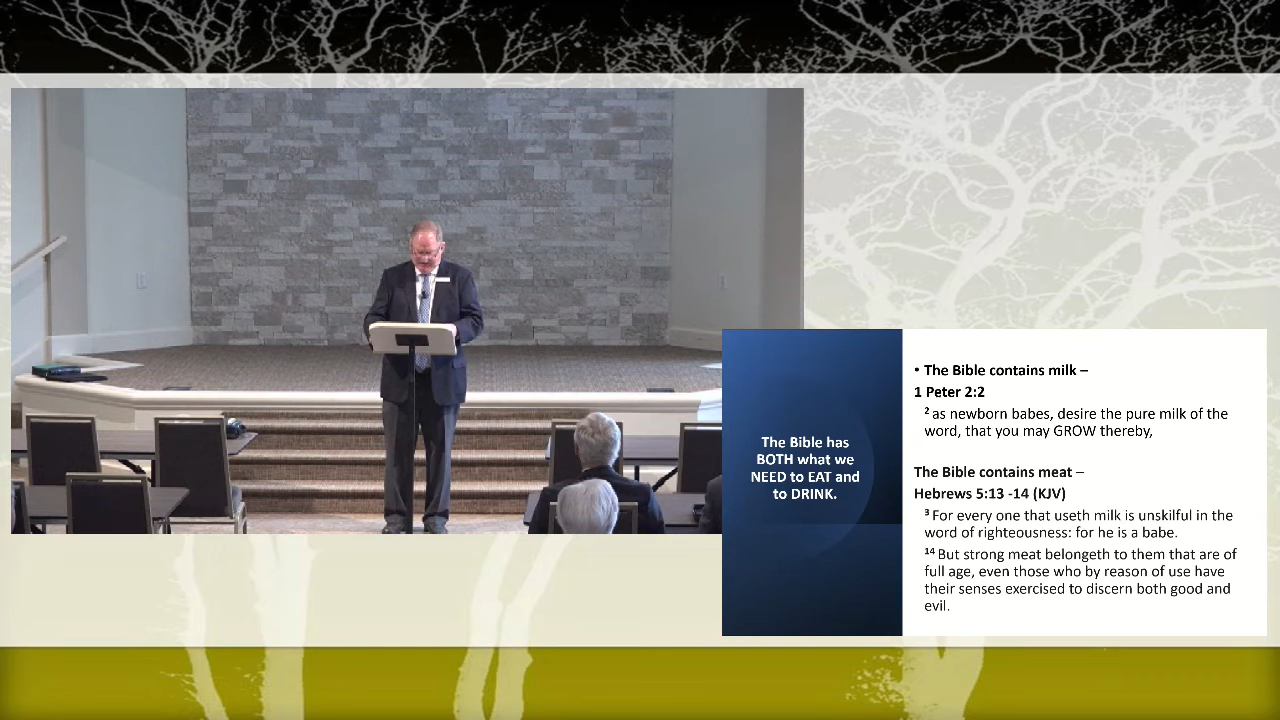 The Bible has
BOTH what we
NEED to EAT and
to DRINK.
• The Bible contains milk –
1 Peter 2:2
2 as newborn babes, desire the pure milk of the
word, that you may GROW thereby,
The Bible contains meat –
Hebrews 5:13 -14 (KJV)
3 For every one that useth milk is unskilful in the
word of righteousness: for he is a babe.
14 But strong meat belongeth to them that are of
full age, even those who by reason of use have
their senses exercised to discern both good and
evil.